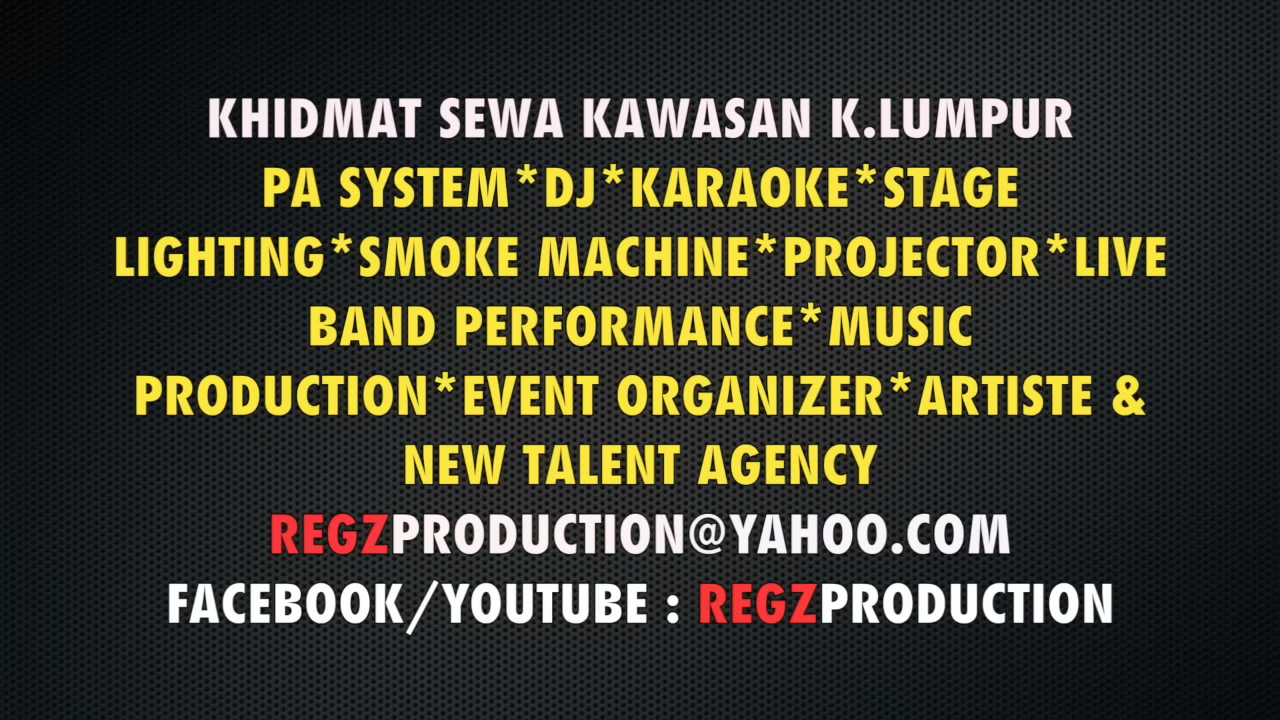 KHIDMAT SEWA KAWASAN K.LUMPUR
PA SYSTEM*DJ*KARAOKE*STAGE
LIGHTING*SMOKE MACHINE*PROJECTOR*LIVE
BAND PERFORMANCE*MUSIC
PRODUCTION*EVENT ORGANIZER*ARTISTE &
NEW TALENT AGENCY
REGZPRODUCTION@YAHOO.COM
FACEBOOK/YOUTUBE : REGZPRODUCTION